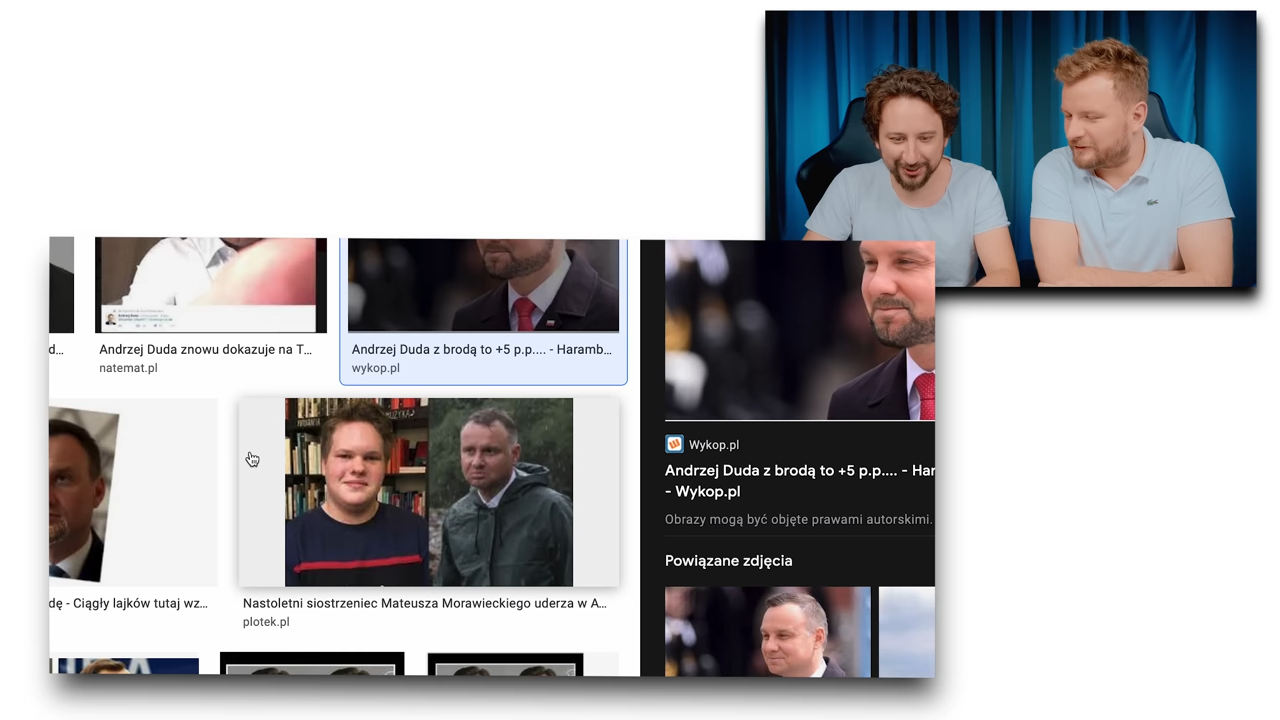 d...
Andrzej Duda znowu dokazuje na T...
natemat.pl
Andrzej Duda z brodą to +5 p.p.... - Haramb...
wykop.pl
dę - Ciągły lajków tutaj wz...
Nastoletni siostrzeniec Mateusza Morawieckiego uderza w A...
plotek.pl
Wykop.pl
Andrzej Duda z brodą to +5 p.p.... - Har
- Wykop.pl
Obrazy mogą być objęte prawami autorskimi.
Powiązane zdjęcia